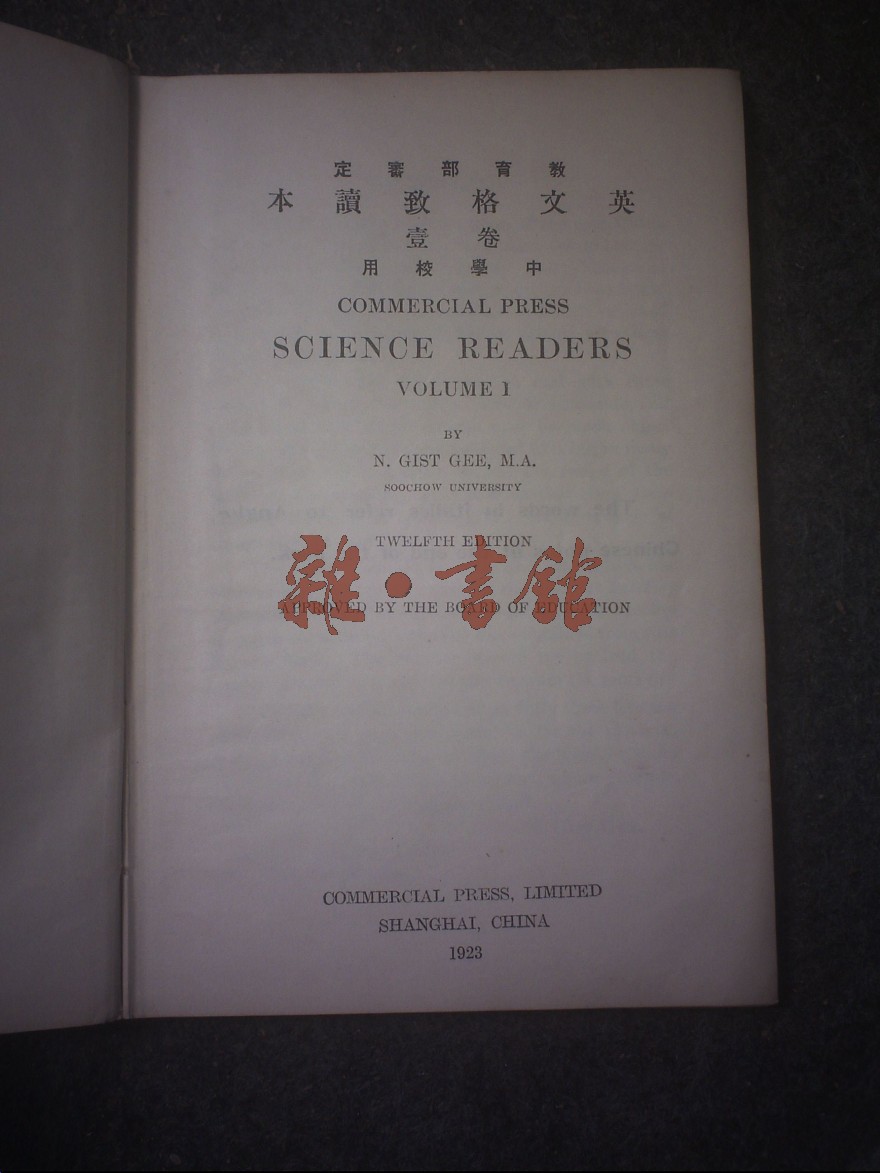 教育部審定
英文格致讀本
卷壹
中學校用
COMMERCIAL PRESS
SCIENCE READERS
VOLUME I
BY
N. GIST GEE, M.A.
SOOCHOW UNIVERSITY
TWELFTH EDITION
雜·書館
APPROVED BY THE BOARD OF EDUCATION
COMMERCIAL PRESS, LIMITED
SHANGHAI, CHINA
1923